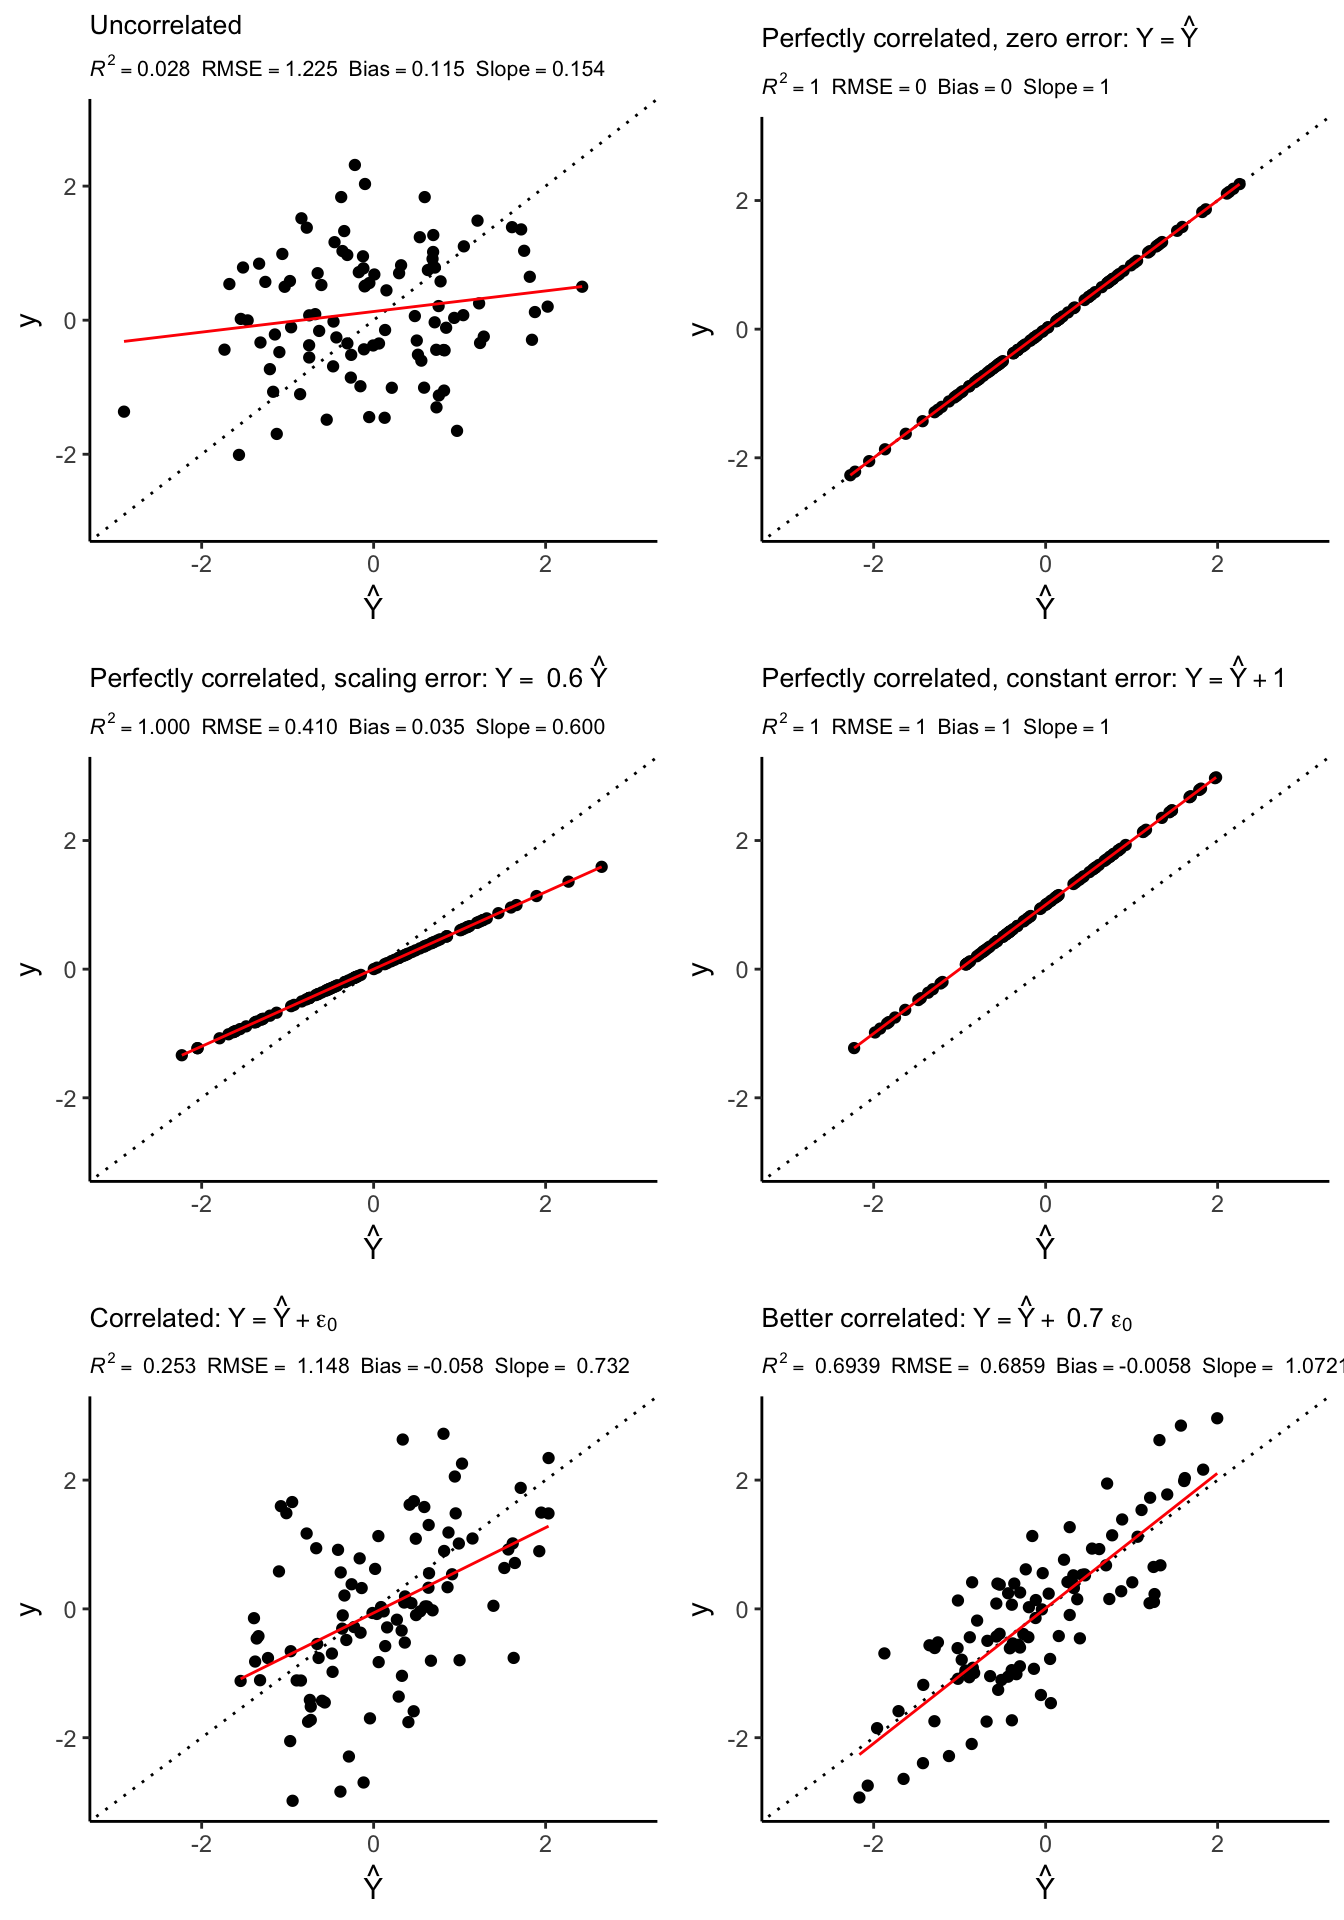 Uncorrelated
R² = 0.028 RMSE = 1.225 Bias = 0.115 Slope = 0.154
2
0
-2
y
-2 0 2
Ŷ
Perfectly correlated, zero error: Y = Ŷ
R² = 1 RMSE = 0 Bias = 0 Slope = 1
2
0
-2
y
-2 0 2
Ŷ
Perfectly correlated, scaling error: Y = 0.6 Ŷ
R² = 1.000 RMSE = 0.410 Bias = 0.035 Slope = 0.600
2
0
-2
y
-2 0 2
Ŷ
Perfectly correlated, constant error: Y = Ŷ + 1
R² = 1 RMSE = 1 Bias = 1 Slope = 1
2
0
-2
y
-2 0 2
Ŷ
Correlated: Y = Ŷ + ε₀
R² = 0.253 RMSE = 1.148 Bias = -0.058 Slope = 0.732
2
0
-2
y
-2 0 2
Ŷ
Better correlated: Y = Ŷ + 0.7 ε₀
R² = 0.6939 RMSE = 0.6859 Bias = -0.0058 Slope = 1.0721
2
0
-2
y
-2 0 2
Ŷ